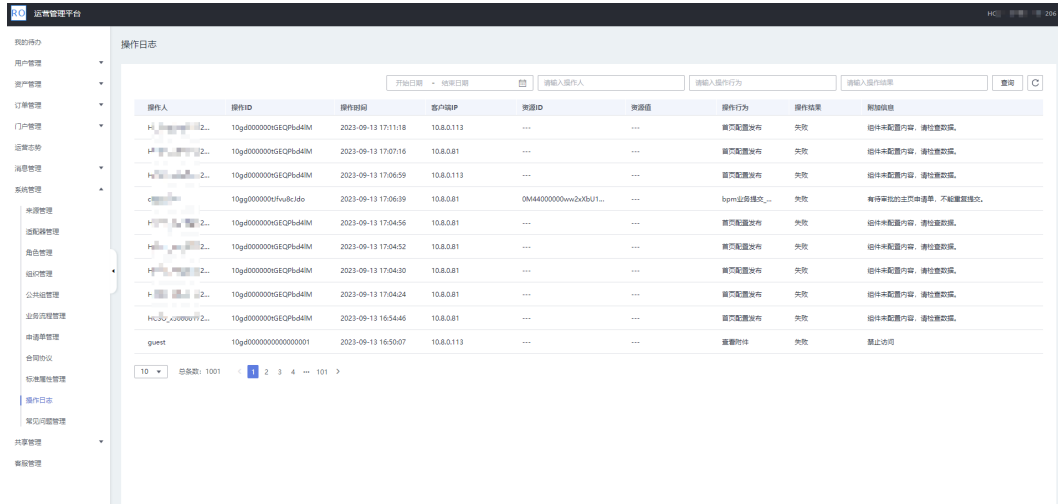 RO 运营管理平台
206
我的待办
用户管理
资产管理
订单管理
门户管理
运营态势
消息管理
系统管理
来源管理
适配器管理
角色管理
组织管理
公共组管理
业务流程管理
申请单管理
合同协议
标准属性管理
操作日志
常见问题管理
共享管理
客服管理
操作日志
开始日期 - 结束日期 请输入操作人 请输入操作行为 请输入操作结果 查询
操作人 操作ID 操作时间 客户端IP 资源ID 资源值 操作行为 操作结果 附加信息
2... 10gd000000tGEQPbd4lM 2023-09-13 17:11:18 10.8.0.113 --- --- 首页配置发布 失败 组件未配置内容，请检查数据。
2... 10gd000000tGEQPbd4lM 2023-09-13 17:07:16 10.8.0.81 --- --- 首页配置发布 失败 组件未配置内容，请检查数据。
2... 10gd000000tGEQPbd4lM 2023-09-13 17:06:59 10.8.0.113 --- --- 首页配置发布 失败 组件未配置内容，请检查数据。
10gg000000tJfvu8cJdo 2023-09-13 17:06:39 10.8.0.81 0M44000000ww2xXbU1... --- bpm业务提交_... 失败 有待审批的主页申请单，不能重复提交。
2... 10gd000000tGEQPbd4lM 2023-09-13 17:04:56 10.8.0.81 --- --- 首页配置发布 失败 组件未配置内容，请检查数据。
2... 10gd000000tGEQPbd4lM 2023-09-13 17:04:52 10.8.0.81 --- --- 首页配置发布 失败 组件未配置内容，请检查数据。
2... 10gd000000tGEQPbd4lM 2023-09-13 17:04:30 10.8.0.81 --- --- 首页配置发布 失败 组件未配置内容，请检查数据。
2... 10gd000000tGEQPbd4lM 2023-09-13 17:04:24 10.8.0.81 --- --- 首页配置发布 失败 组件未配置内容，请检查数据。
2... 10gd000000tGEQPbd4lM 2023-09-13 16:54:46 10.8.0.81 --- --- 首页配置发布 失败 组件未配置内容，请检查数据。
guest 10gd0000000000000001 2023-09-13 16:50:07 10.8.0.113 --- --- 查看附件 失败 禁止访问
10 总条数: 1001 < 1 2 3 4 ... 101 >